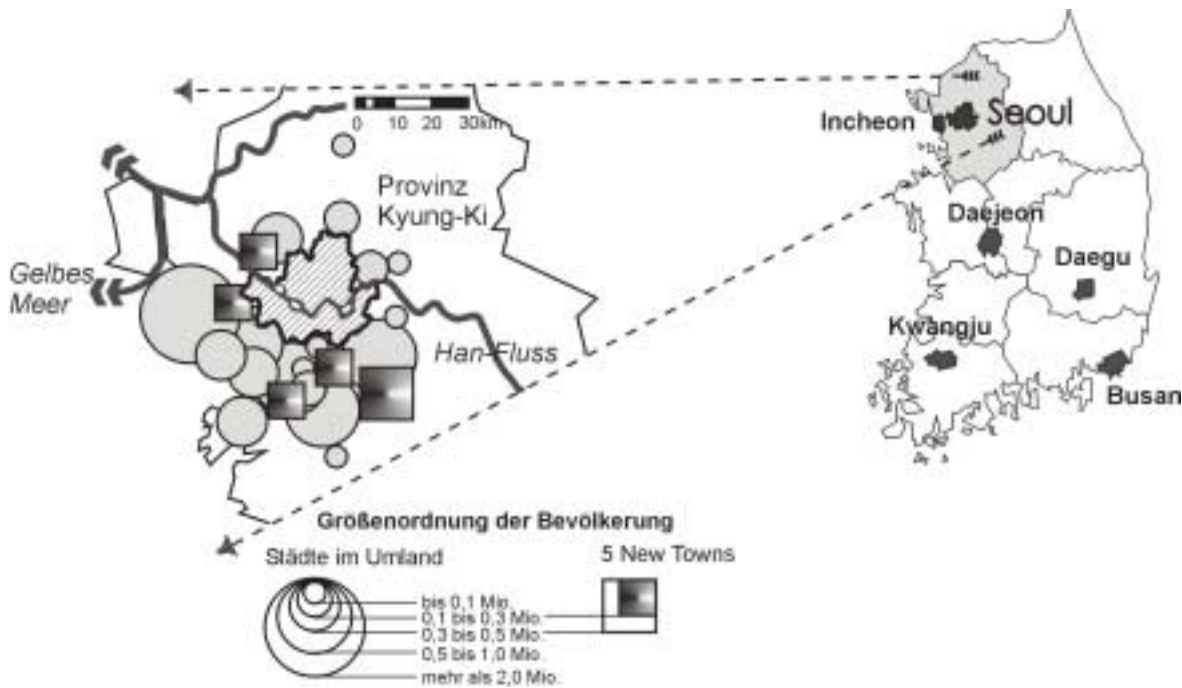 0 10 20 30km
Provinz
Kyung-Ki
Gelbes
Meer
Han-Fluss
Incheon
Seoul
Daejeon
Daegu
Kwangju
Busan
Größenordnung der Bevölkerung
Städte im Umland
5 New Towns
bis 0,1 Mio.
0,1 bis 0,3 Mio.
0,3 bis 0,5 Mio.
0,5 bis 1,0 Mio.
mehr als 2,0 Mio.